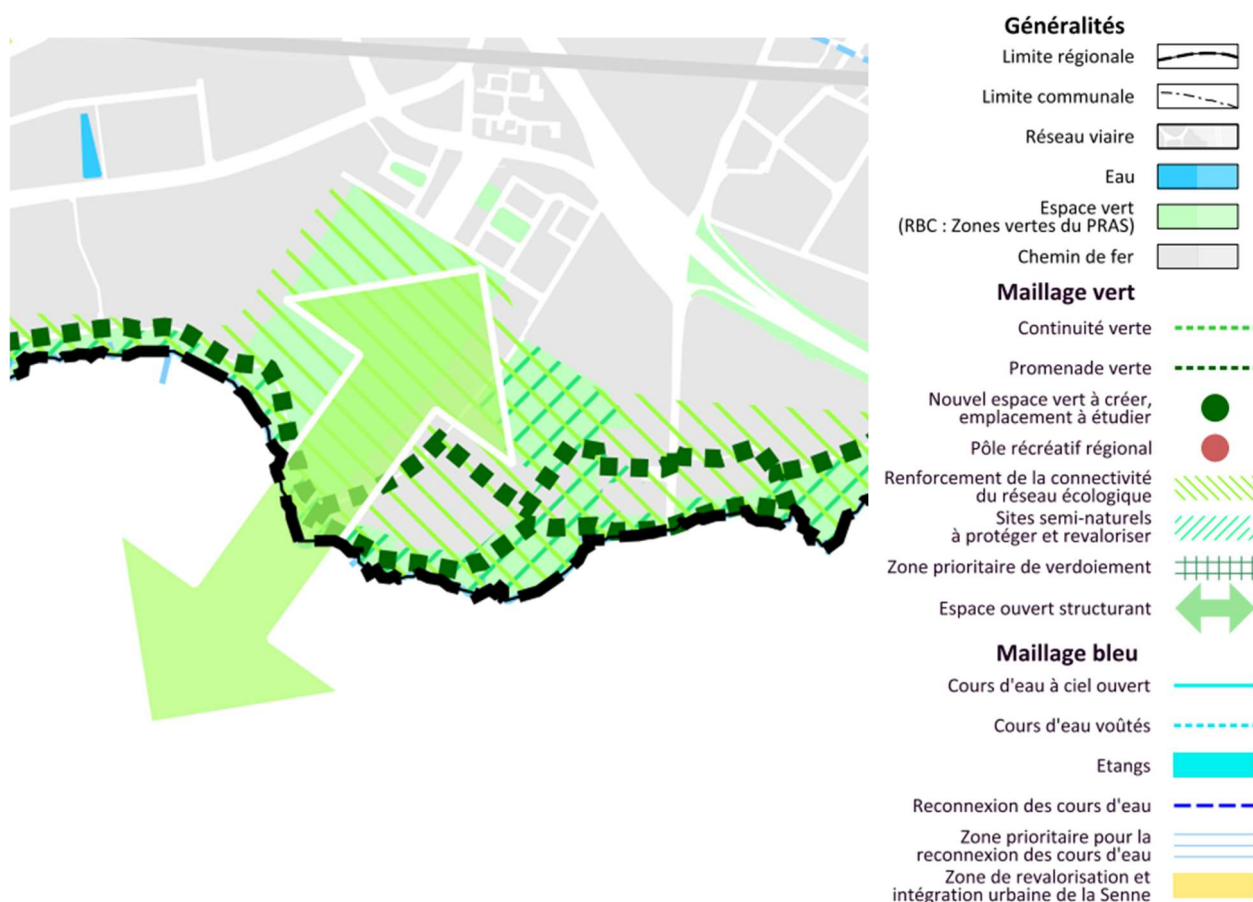 Généralités
Limite régionale
Limite communale
Réseau viaire
Eau
Espace vert
(RBC : Zones vertes du PRAS)
Chemin de fer
Maillage vert
Continuité verte
Promenade verte
Nouvel espace vert à créer,
emplacement à étudier
Pôle récréatif régional
Renforcement de la connectivité
du réseau écologique
Sites semi-naturels
à protéger et revaloriser
Zone prioritaire de verdoiement
Espace ouvert structurant
Maillage bleu
Cours d'eau à ciel ouvert
Cours d'eau voûtés
Etangs
Reconnexion des cours d'eau
Zone prioritaire pour la
reconnexion des cours d'eau
Zone de revalorisation et
intégration urbaine de la Senne